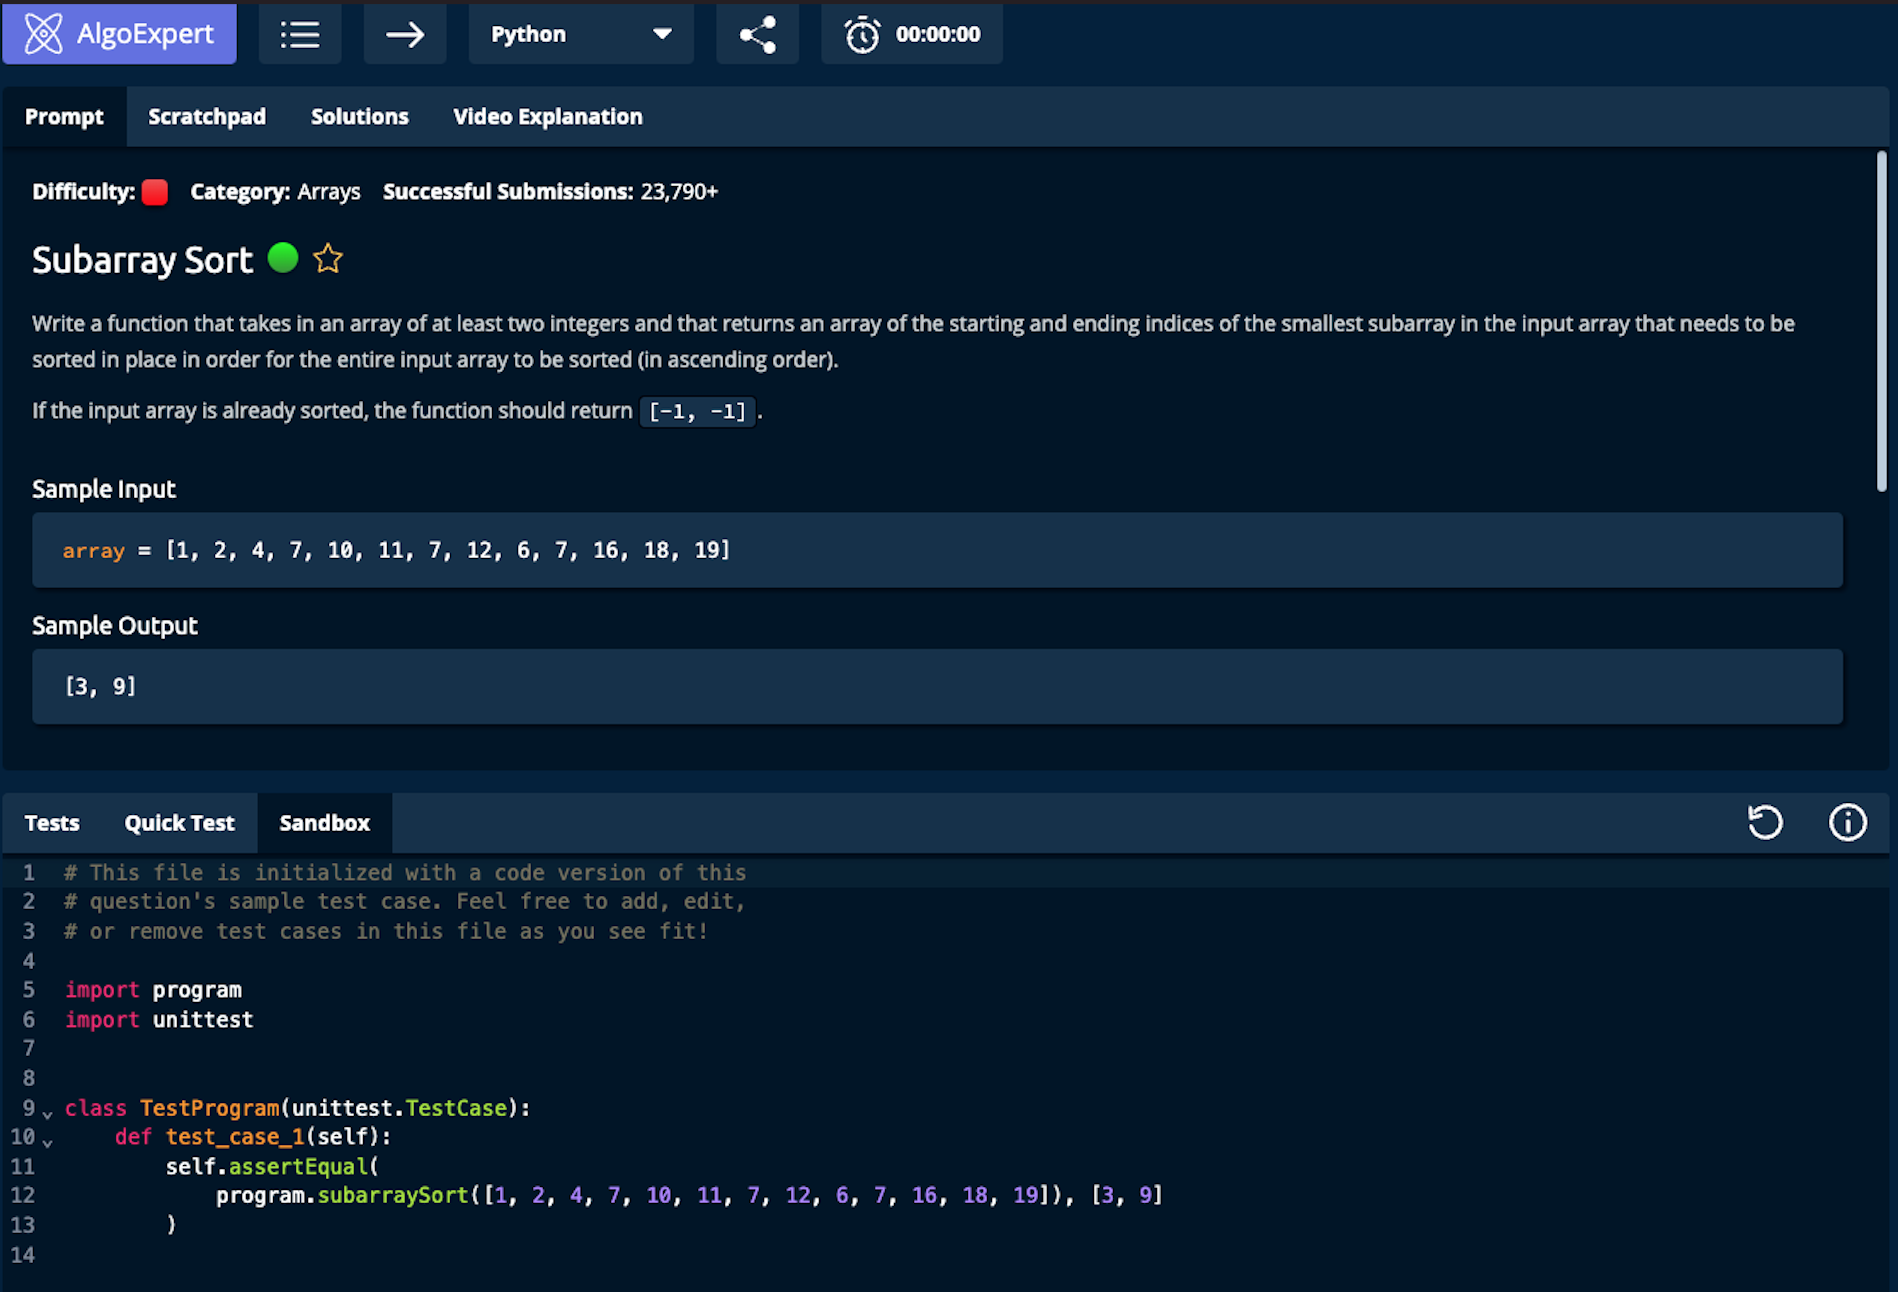 AlgoExpert Python 00:00:00
Prompt Scratchpad Solutions Video Explanation
Difficulty: Category: Arrays Successful Submissions: 23,790+
Subarray Sort
Write a function that takes in an array of at least two integers and that returns an array of the starting and ending indices of the smallest subarray in the input array that needs to be
sorted in place in order for the entire input array to be sorted (in ascending order).
If the input array is already sorted, the function should return [-1, -1] .
Sample Input
array = [1, 2, 4, 7, 10, 11, 7, 12, 6, 7, 16, 18, 19]
Sample Output
[3, 9]
Tests Quick Test Sandbox
1 # This file is initialized with a code version of this
2 # question's sample test case. Feel free to add, edit,
3 # or remove test cases in this file as you see fit!
4
5 import program
6 import unittest
7
8
9 class TestProgram(unittest.TestCase):
10     def test_case_1(self):
11         self.assertEqual(
12             program.subarraySort([1, 2, 4, 7, 10, 11, 7, 12, 6, 7, 16, 18, 19]), [3, 9]
13         )
14